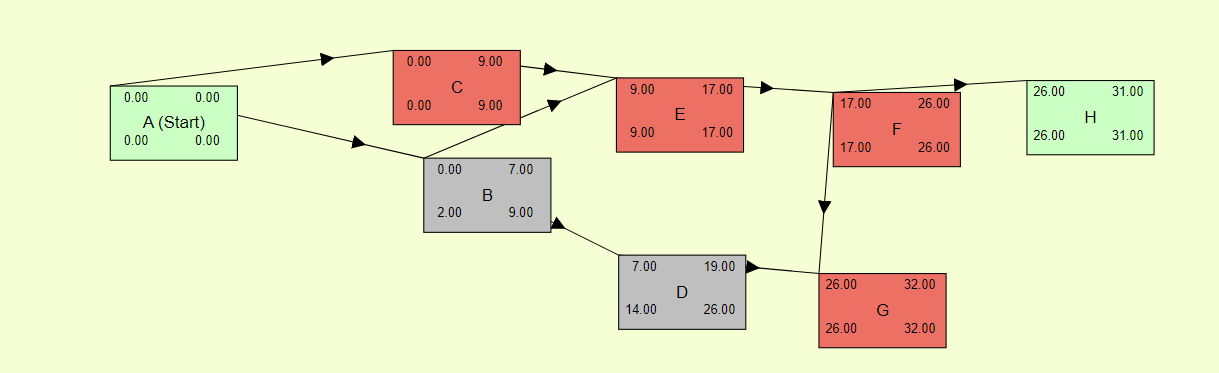 0.00 0.00
A (Start)
0.00 0.00
0.00 9.00
C
0.00 9.00
0.00 7.00
B
2.00 9.00
9.00 17.00
E
9.00 17.00
7.00 19.00
D
14.00 26.00
17.00 26.00
F
17.00 26.00
26.00 32.00
G
26.00 32.00
26.00 31.00
H
26.00 31.00